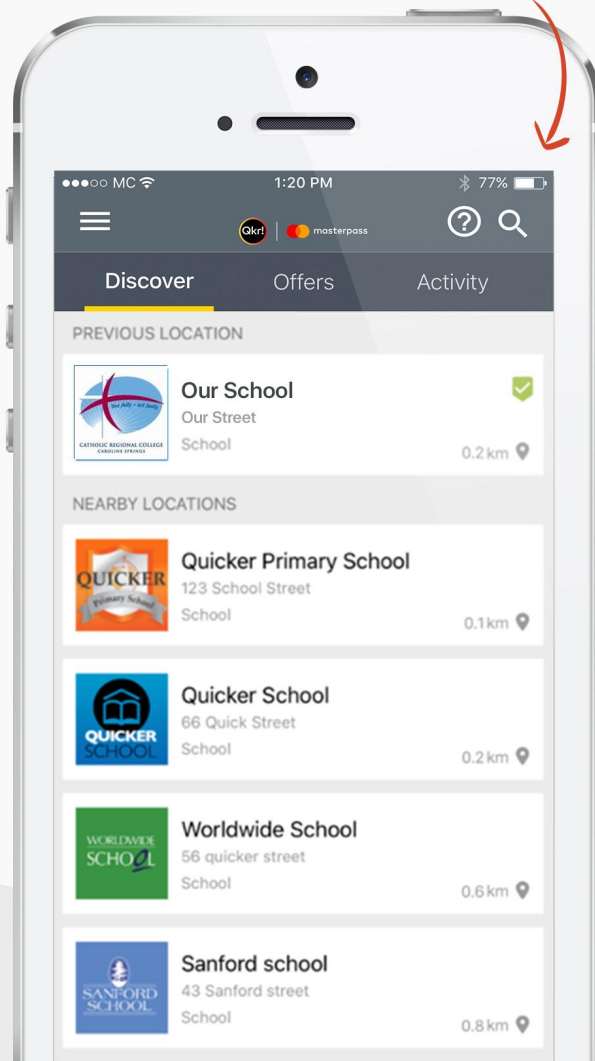 MC
1:20 PM
77%
Qkr!
masterpass
Discover
Offers
Activity
PREVIOUS LOCATION
CATHOLIC REGIONAL COLLEGE
CAROLINE SPRINGS
Our School
Our Street
School
0.2 km
NEARBY LOCATIONS
QUICKER
Primary School
Quicker Primary School
123 School Street
School
0.1 km
QUICKER
SCHOOL
Quicker School
66 Quick Street
School
0.2 km
WORLDWIDE
SCHOOL
Worldwide School
56 quicker street
School
0.6 km
SANFORD
SCHOOL
Sanford school
43 Sanford street
School
0.8 km